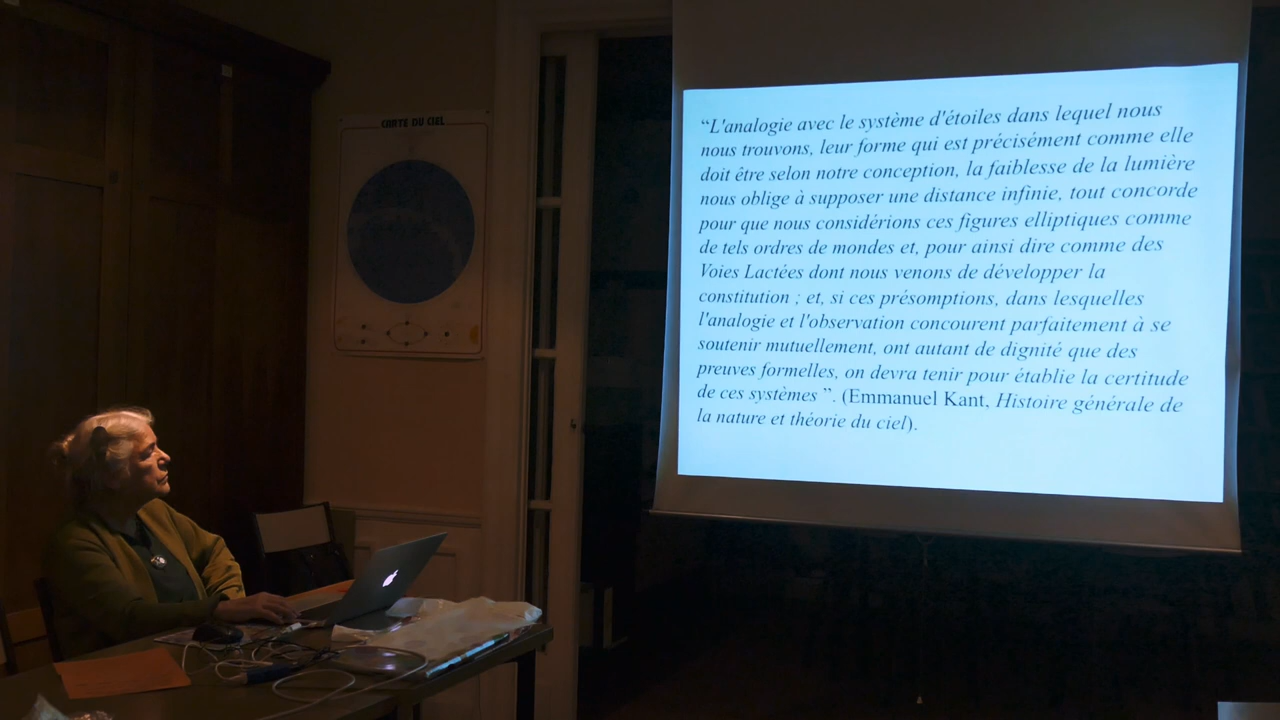 CARTE DU CIEL
“L'analogie avec le système d'étoiles dans lequel nous
nous trouvons, leur forme qui est précisément comme elle
doit être selon notre conception, la faiblesse de la lumière
nous oblige à supposer une distance infinie, tout concorde
pour que nous considérions ces figures elliptiques comme
de tels ordres de mondes et, pour ainsi dire comme des
Voies Lactées dont nous venons de développer la
constitution ; et, si ces présomptions, dans lesquelles
l'analogie et l'observation concourent parfaitement à se
soutenir mutuellement, ont autant de dignité que des
preuves formelles, on devra tenir pour établie la certitude
de ces systèmes ”. (Emmanuel Kant, Histoire générale de
la nature et théorie du ciel).